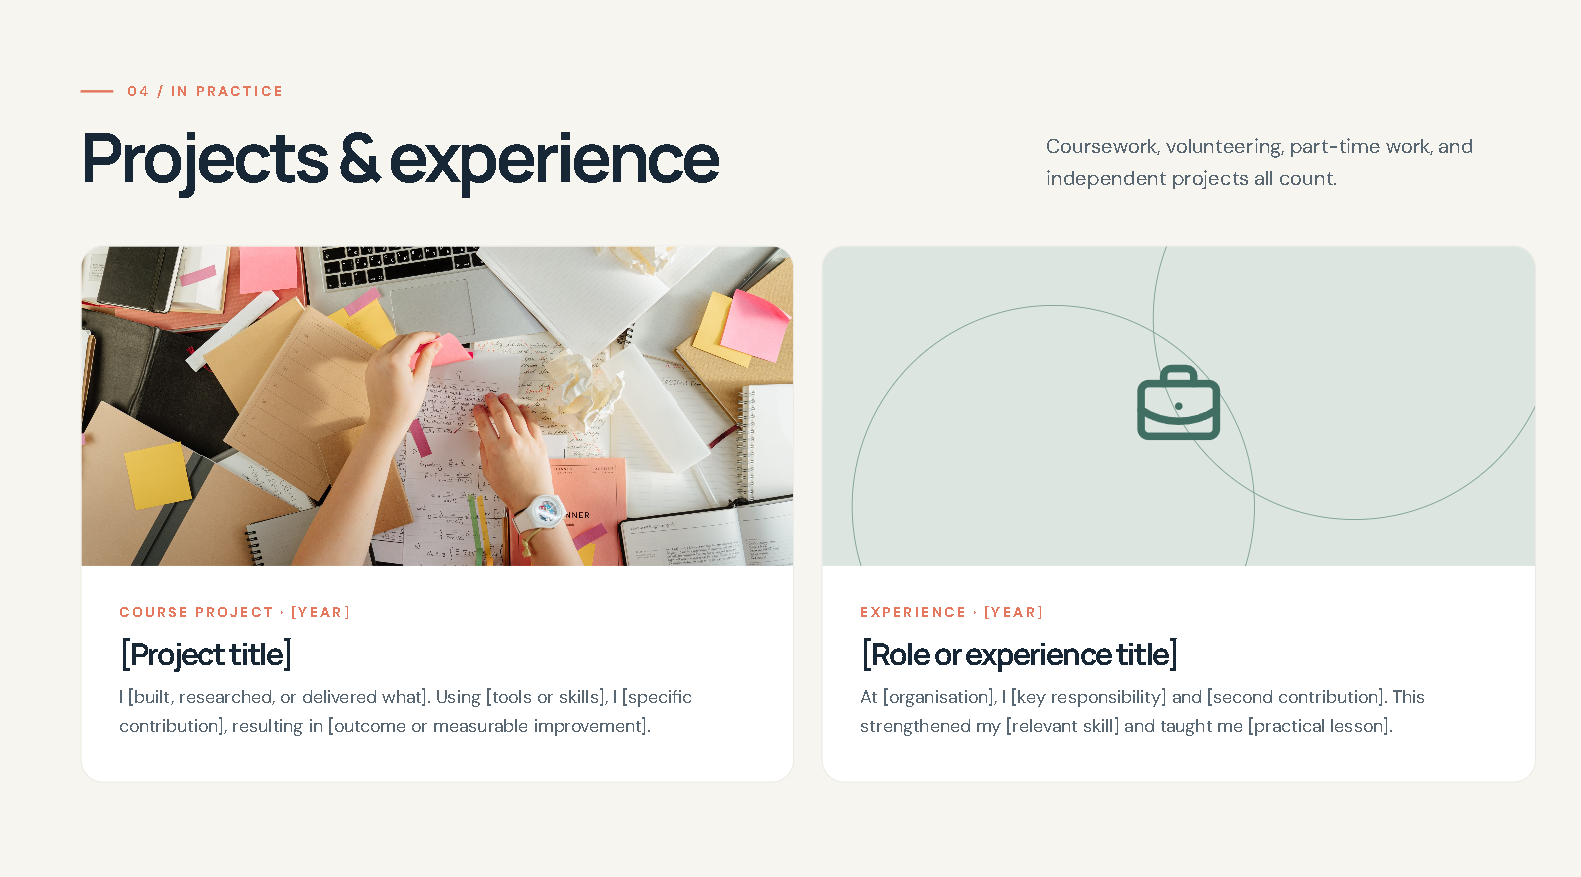 04 / IN PRACTICE
Projects & experience
Coursework, volunteering, part-time work, and
independent projects all count.
COURSE PROJECT · [YEAR]
[Project title]
I [built, researched, or delivered what]. Using [tools or skills], I [specific
contribution], resulting in [outcome or measurable improvement].
EXPERIENCE · [YEAR]
[Role or experience title]
At [organisation], I [key responsibility] and [second contribution]. This
strengthened my [relevant skill] and taught me [practical lesson].